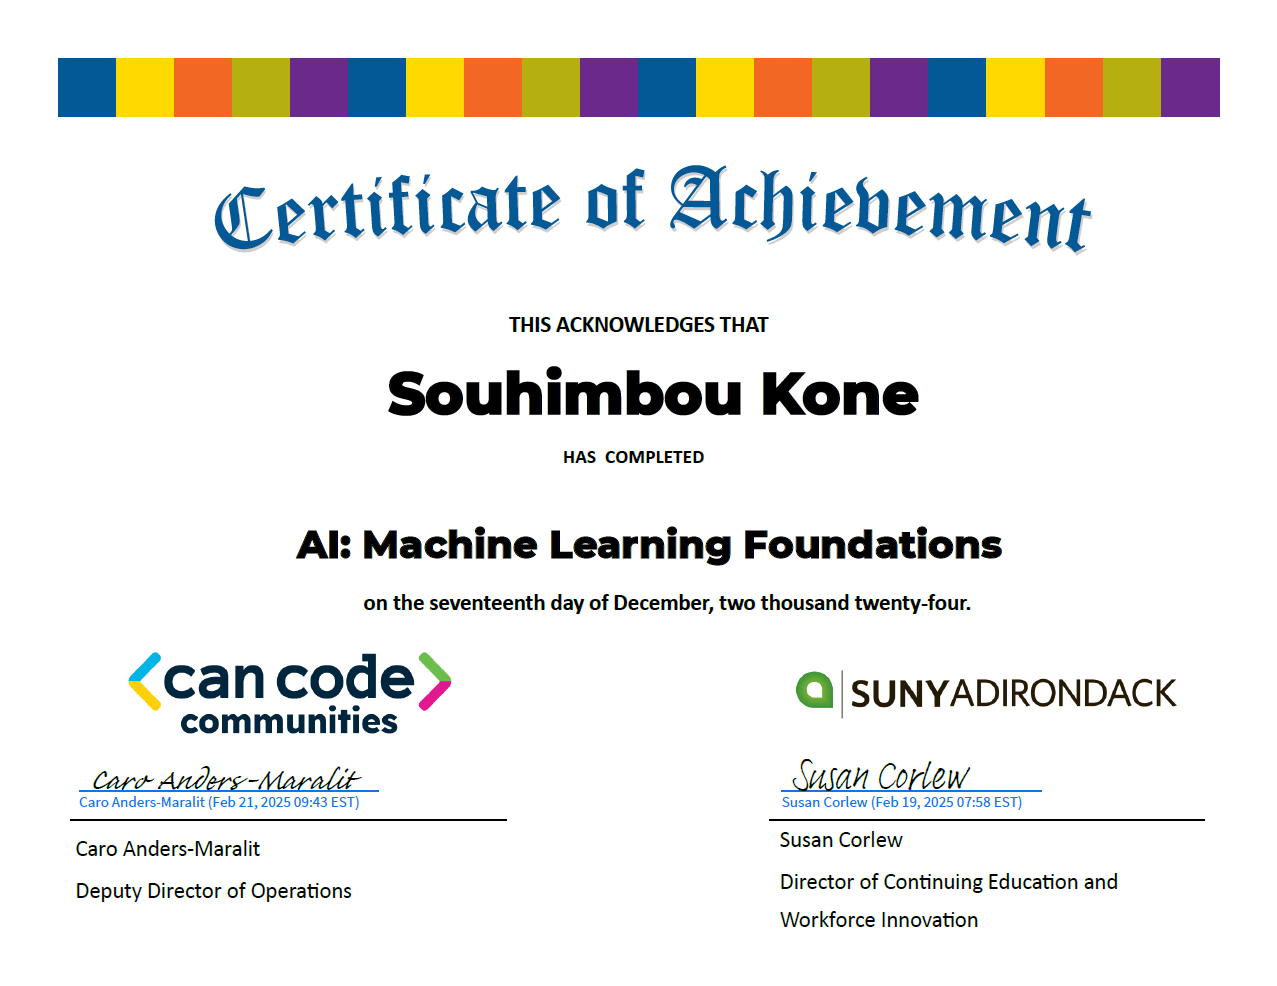 Certificate of Achievement
THIS ACKNOWLEDGES THAT
Souhimbou Kone
HAS COMPLETED
AI: Machine Learning Foundations
on the seventeenth day of December, two thousand twenty-four.
can code
communities
SUNYADIRONDACK
Caro Anders-Maralit
Caro Anders-Maralit (Feb 21, 2025 09:43 EST)
Caro Anders-Maralit
Deputy Director of Operations
Susan Corlew
Susan Corlew (Feb 19, 2025 07:58 EST)
Susan Corlew
Director of Continuing Education and
Workforce Innovation